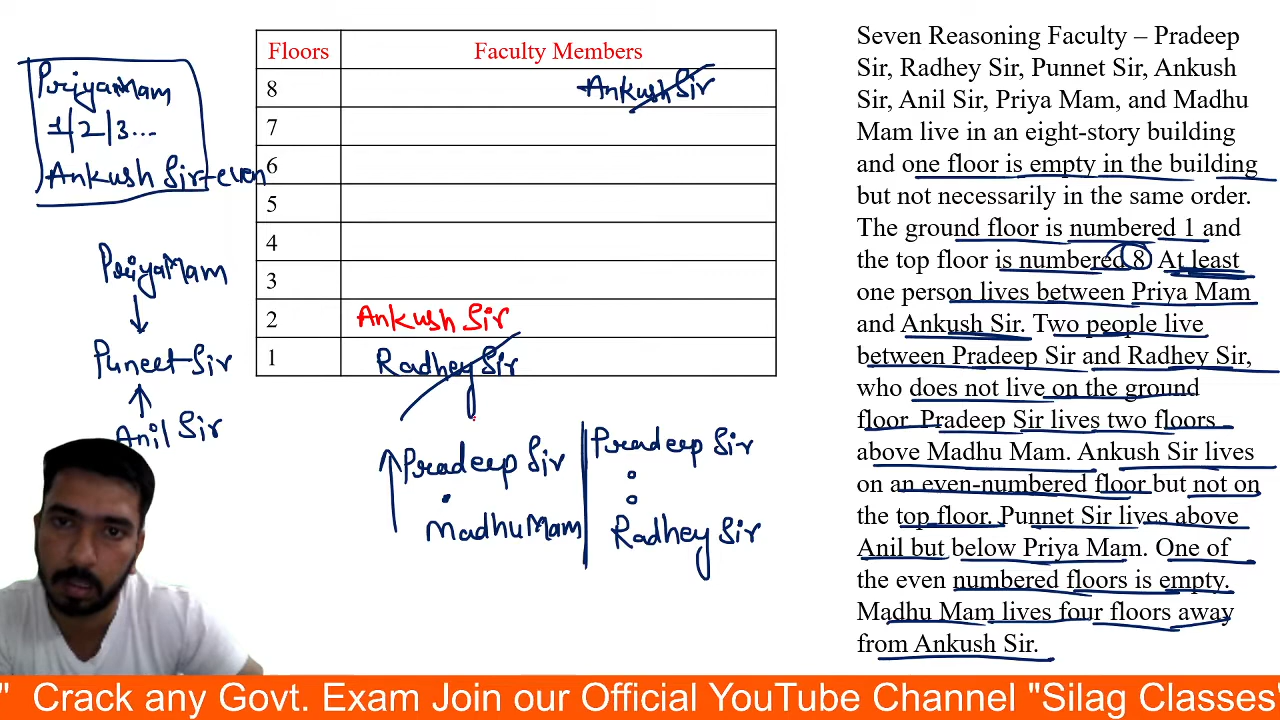 Floors Faculty Members
8 Ankush Sir
7
6
5
4
3
2 Ankush Sir
1 Radhey Sir
Priya Mam
1/2/3...
Ankush Sir - even
Priya Mam
Puneet Sir
Anil Sir
Pradeep Sir
Madhu Mam
Pradeep Sir
Radhey Sir
Seven Reasoning Faculty – Pradeep
Sir, Radhey Sir, Punnet Sir, Ankush
Sir, Anil Sir, Priya Mam, and Madhu
Mam live in an eight-story building
and one floor is empty in the building
but not necessarily in the same order.
The ground floor is numbered 1 and
the top floor is numbered 8. At least
one person lives between Priya Mam
and Ankush Sir. Two people live
between Pradeep Sir and Radhey Sir,
who does not live on the ground
floor. Pradeep Sir lives two floors
above Madhu Mam. Ankush Sir lives
on an even-numbered floor but not on
the top floor. Punnet Sir lives above
Anil but below Priya Mam. One of
the even numbered floors is empty.
Madhu Mam lives four floors away
from Ankush Sir.
" Crack any Govt. Exam Join our Official YouTube Channel "Silag Classes"